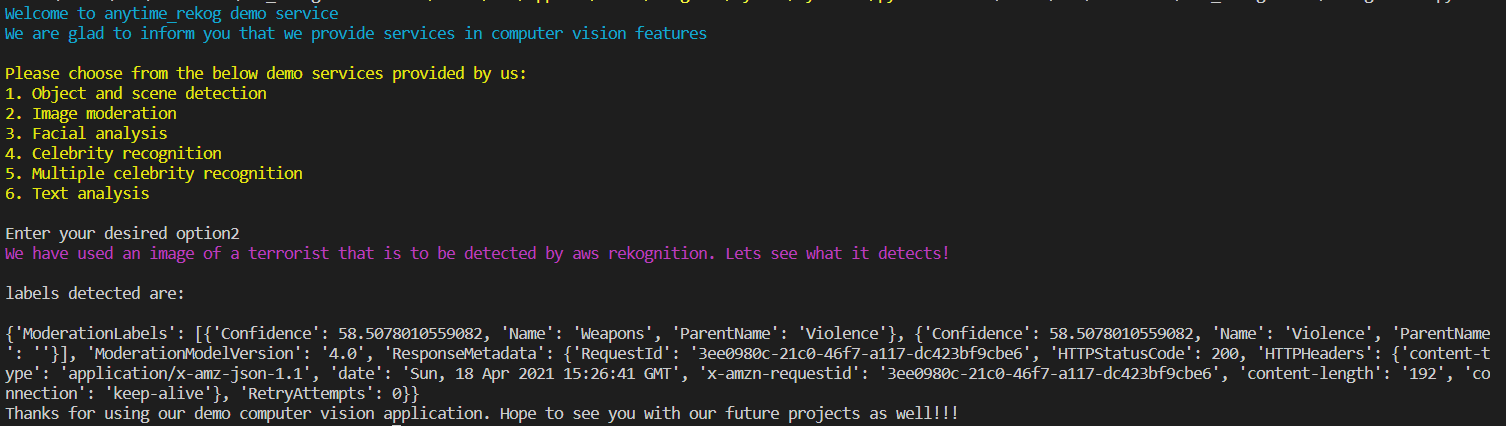 Welcome to anytime_rekog demo service
We are glad to inform you that we provide services in computer vision features
Please choose from the below demo services provided by us:
1. Object and scene detection
2. Image moderation
3. Facial analysis
4. Celebrity recognition
5. Multiple celebrity recognition
6. Text analysis
Enter your desired option2
We have used an image of a terrorist that is to be detected by aws rekognition. Lets see what it detects!
labels detected are:
{'ModerationLabels': [{'Confidence': 58.5078010559082, 'Name': 'Weapons', 'ParentName': 'Violence'}, {'Confidence': 58.5078010559082, 'Name': 'Violence', 'ParentName
': ''}], 'ModerationModelVersion': '4.0', 'ResponseMetadata': {'RequestId': '3ee0980c-21c0-46f7-a117-dc423bf9cbe6', 'HTTPStatusCode': 200, 'HTTPHeaders': {'content-t
ype': 'application/x-amz-json-1.1', 'date': 'Sun, 18 Apr 2021 15:26:41 GMT', 'x-amzn-requestid': '3ee0980c-21c0-46f7-a117-dc423bf9cbe6', 'content-length': '192', 'co
nnection': 'keep-alive'}, 'RetryAttempts': 0}}
Thanks for using our demo computer vision application. Hope to see you with our future projects as well!!!